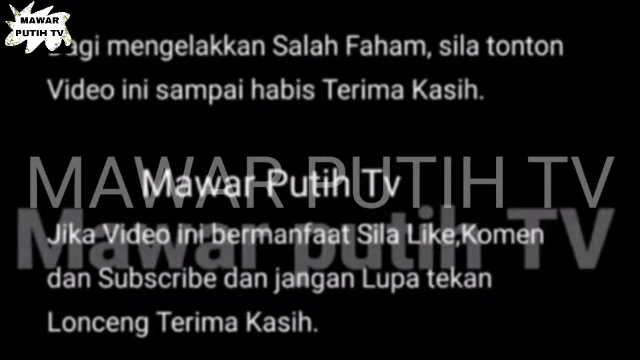 MAWAR
PUTIH TV
Bagi mengelakkan Salah Faham, sila tonton
Video ini sampai habis Terima Kasih.
MAWAR PUTIH TV
Mawar Putih Tv
Mawar putih TV
Jika Video ini bermanfaat Sila Like,Komen
dan Subscribe dan jangan Lupa tekan
Lonceng Terima Kasih.